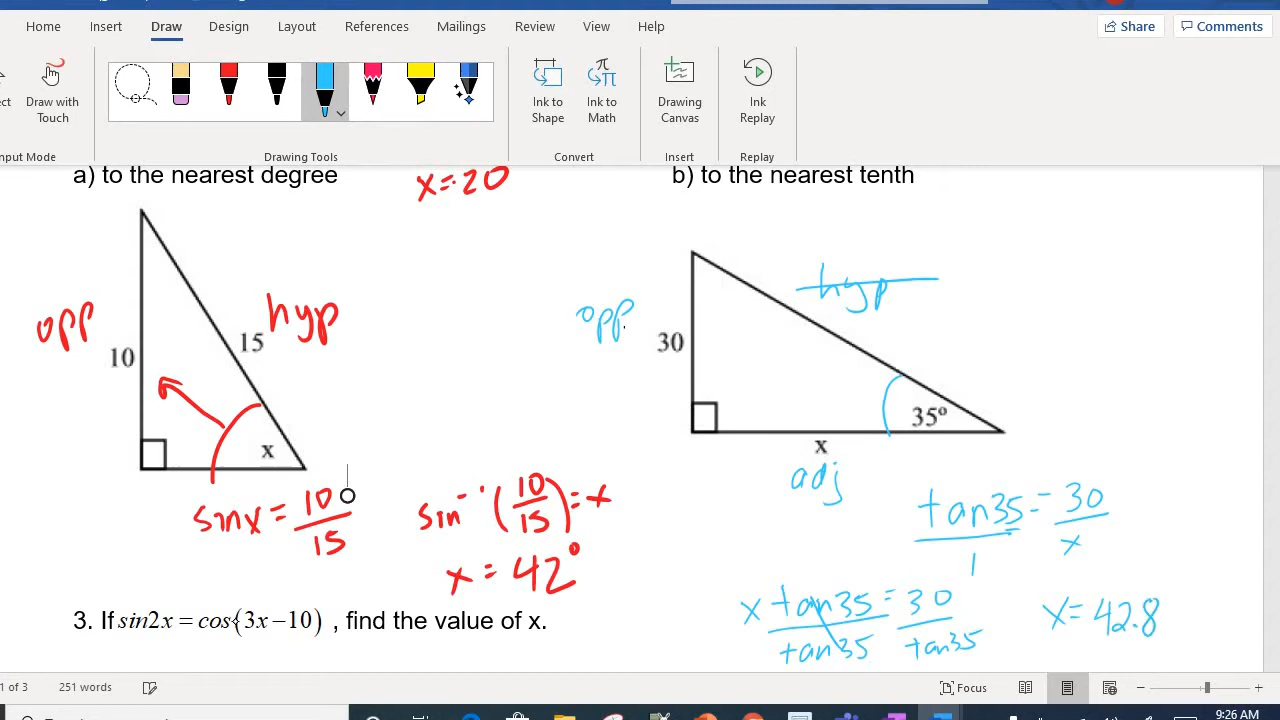 Home Insert Draw Design Layout References Mailings Review View Help Share Comments
Draw with Touch
Ink to Shape
Ink to Math
Drawing Canvas
Ink Replay
Drawing Tools Convert Insert Replay
a) to the nearest degree
x=20
b) to the nearest tenth
opp
10
15
hyp
x
sinx = 10/15
sin⁻¹(10/15) = x
x = 42°
hyp
opp
30
35º
x
adj
tan35/1 = 30/x
x tan35/tan35 = 30/tan35
x = 42.8
3. If sin2x = cos(3x−10) , find the value of x.
1 of 3 251 words Focus
9:26 AM